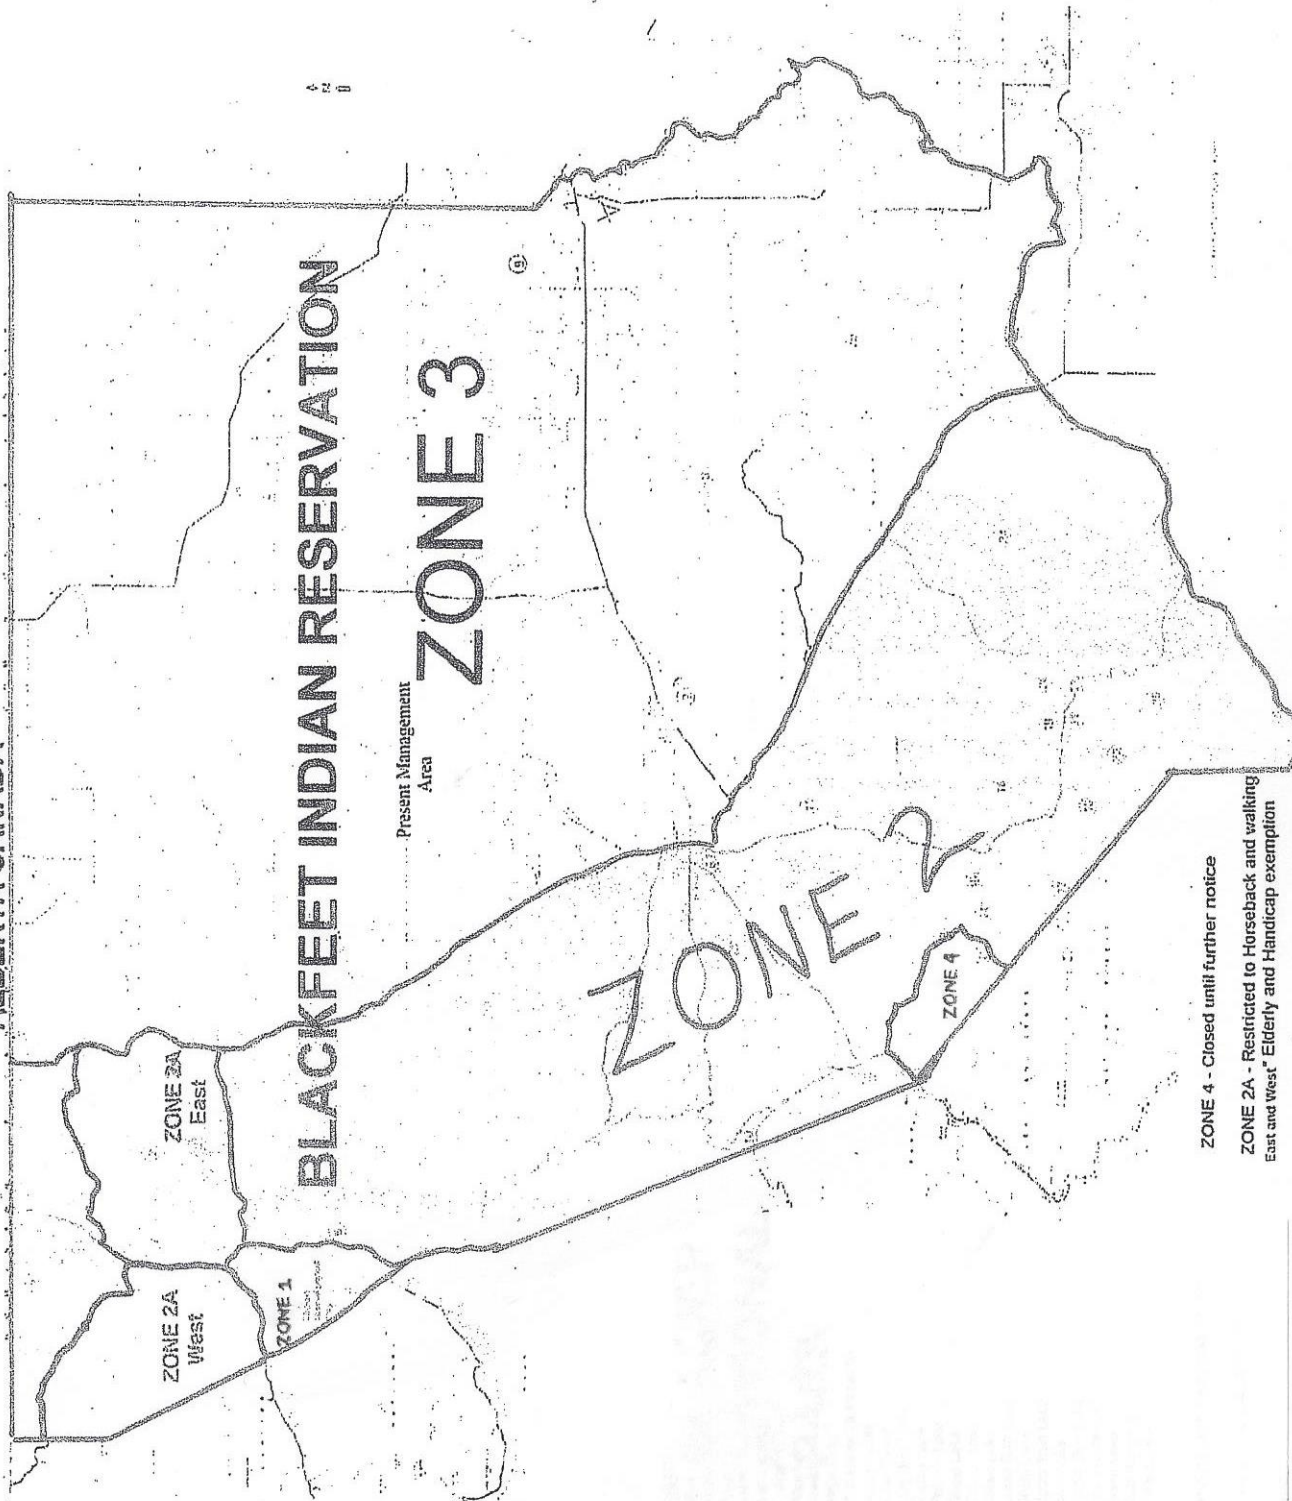 BLACKFEET INDIAN RESERVATION
Present Management
Area
ZONE 3
ZONE 2A
East
ZONE 2A
West
ZONE 1
ZONE 2
ZONE 4
ZONE 4 - Closed until further notice
ZONE 2A - Restricted to Horseback and walking
East and West* Elderly and Handicap exemption